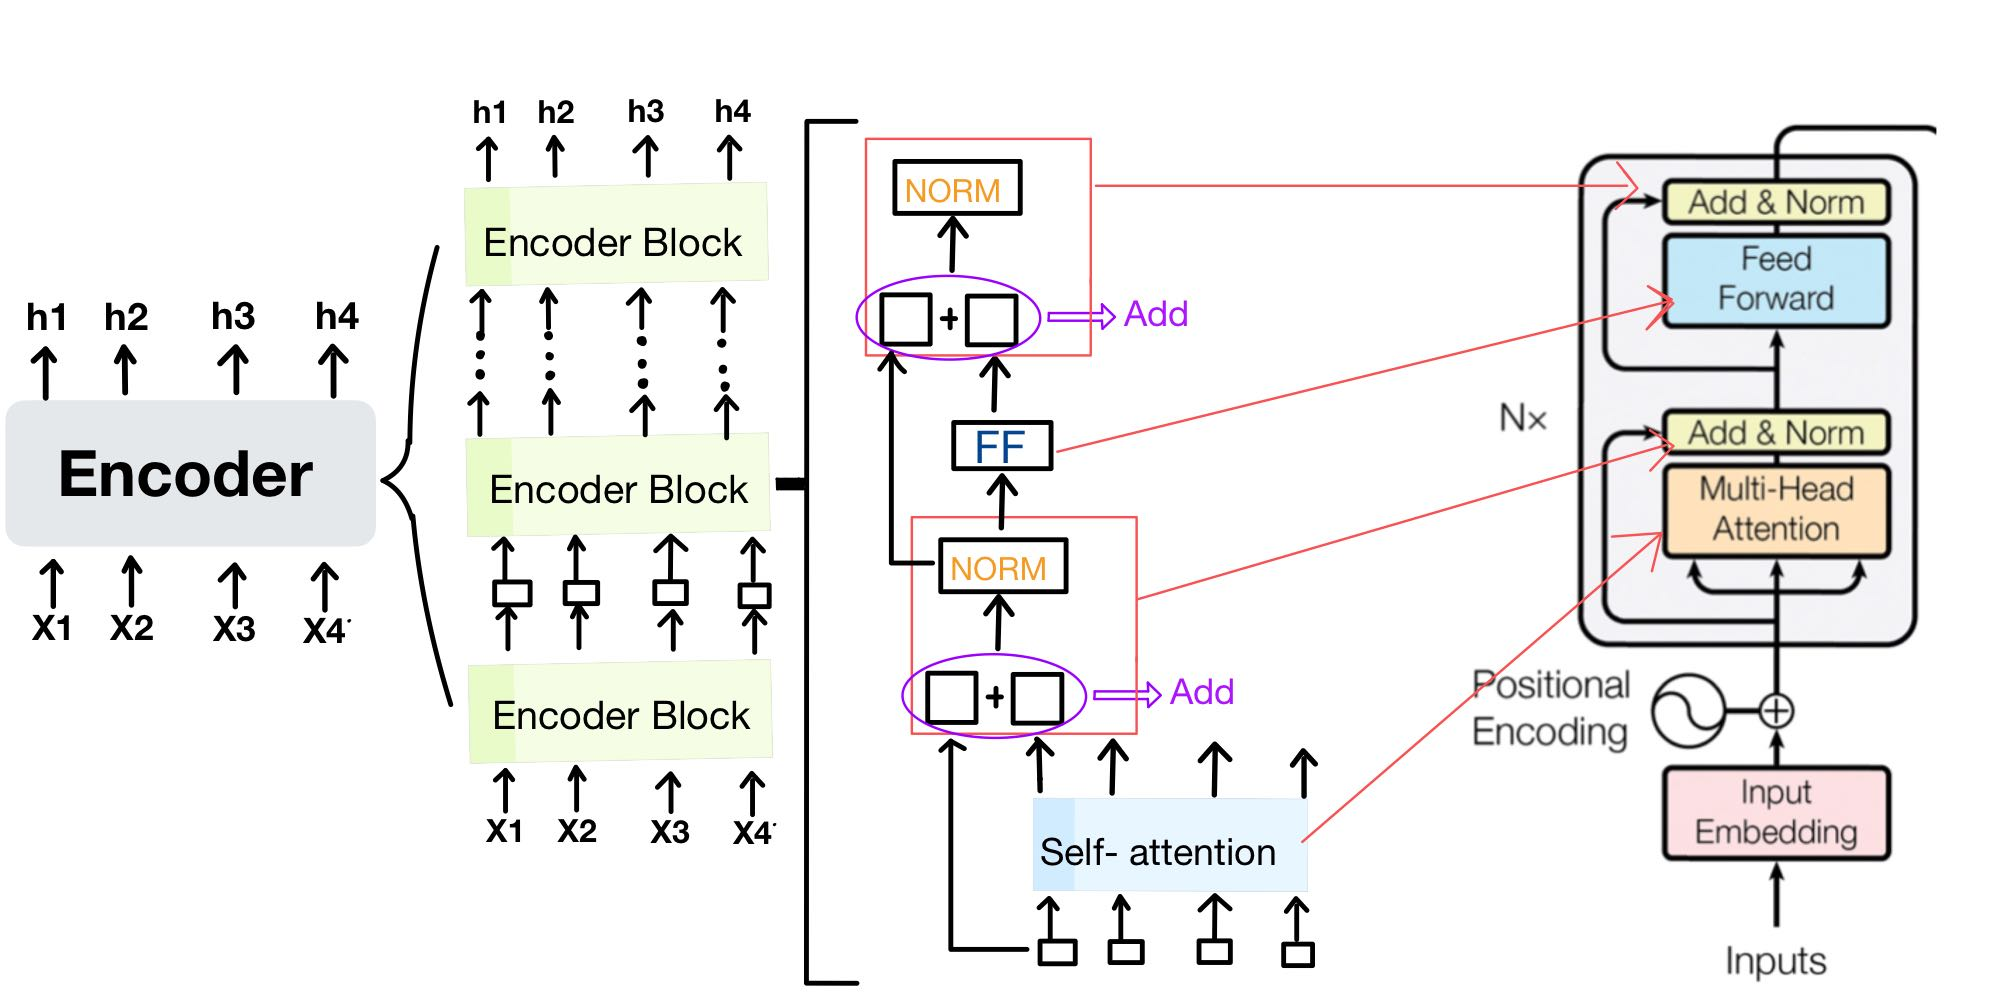 h1 h2 h3 h4
Encoder
X1 X2 X3 X4
h1 h2 h3 h4
Encoder Block
Encoder Block
Encoder Block
X1 X2 X3 X4
NORM
+
Add
FF
NORM
+
Add
Self- attention
Add & Norm
Feed
Forward
N×
Add & Norm
Multi-Head
Attention
Positional
Encoding
Input
Embedding
Inputs